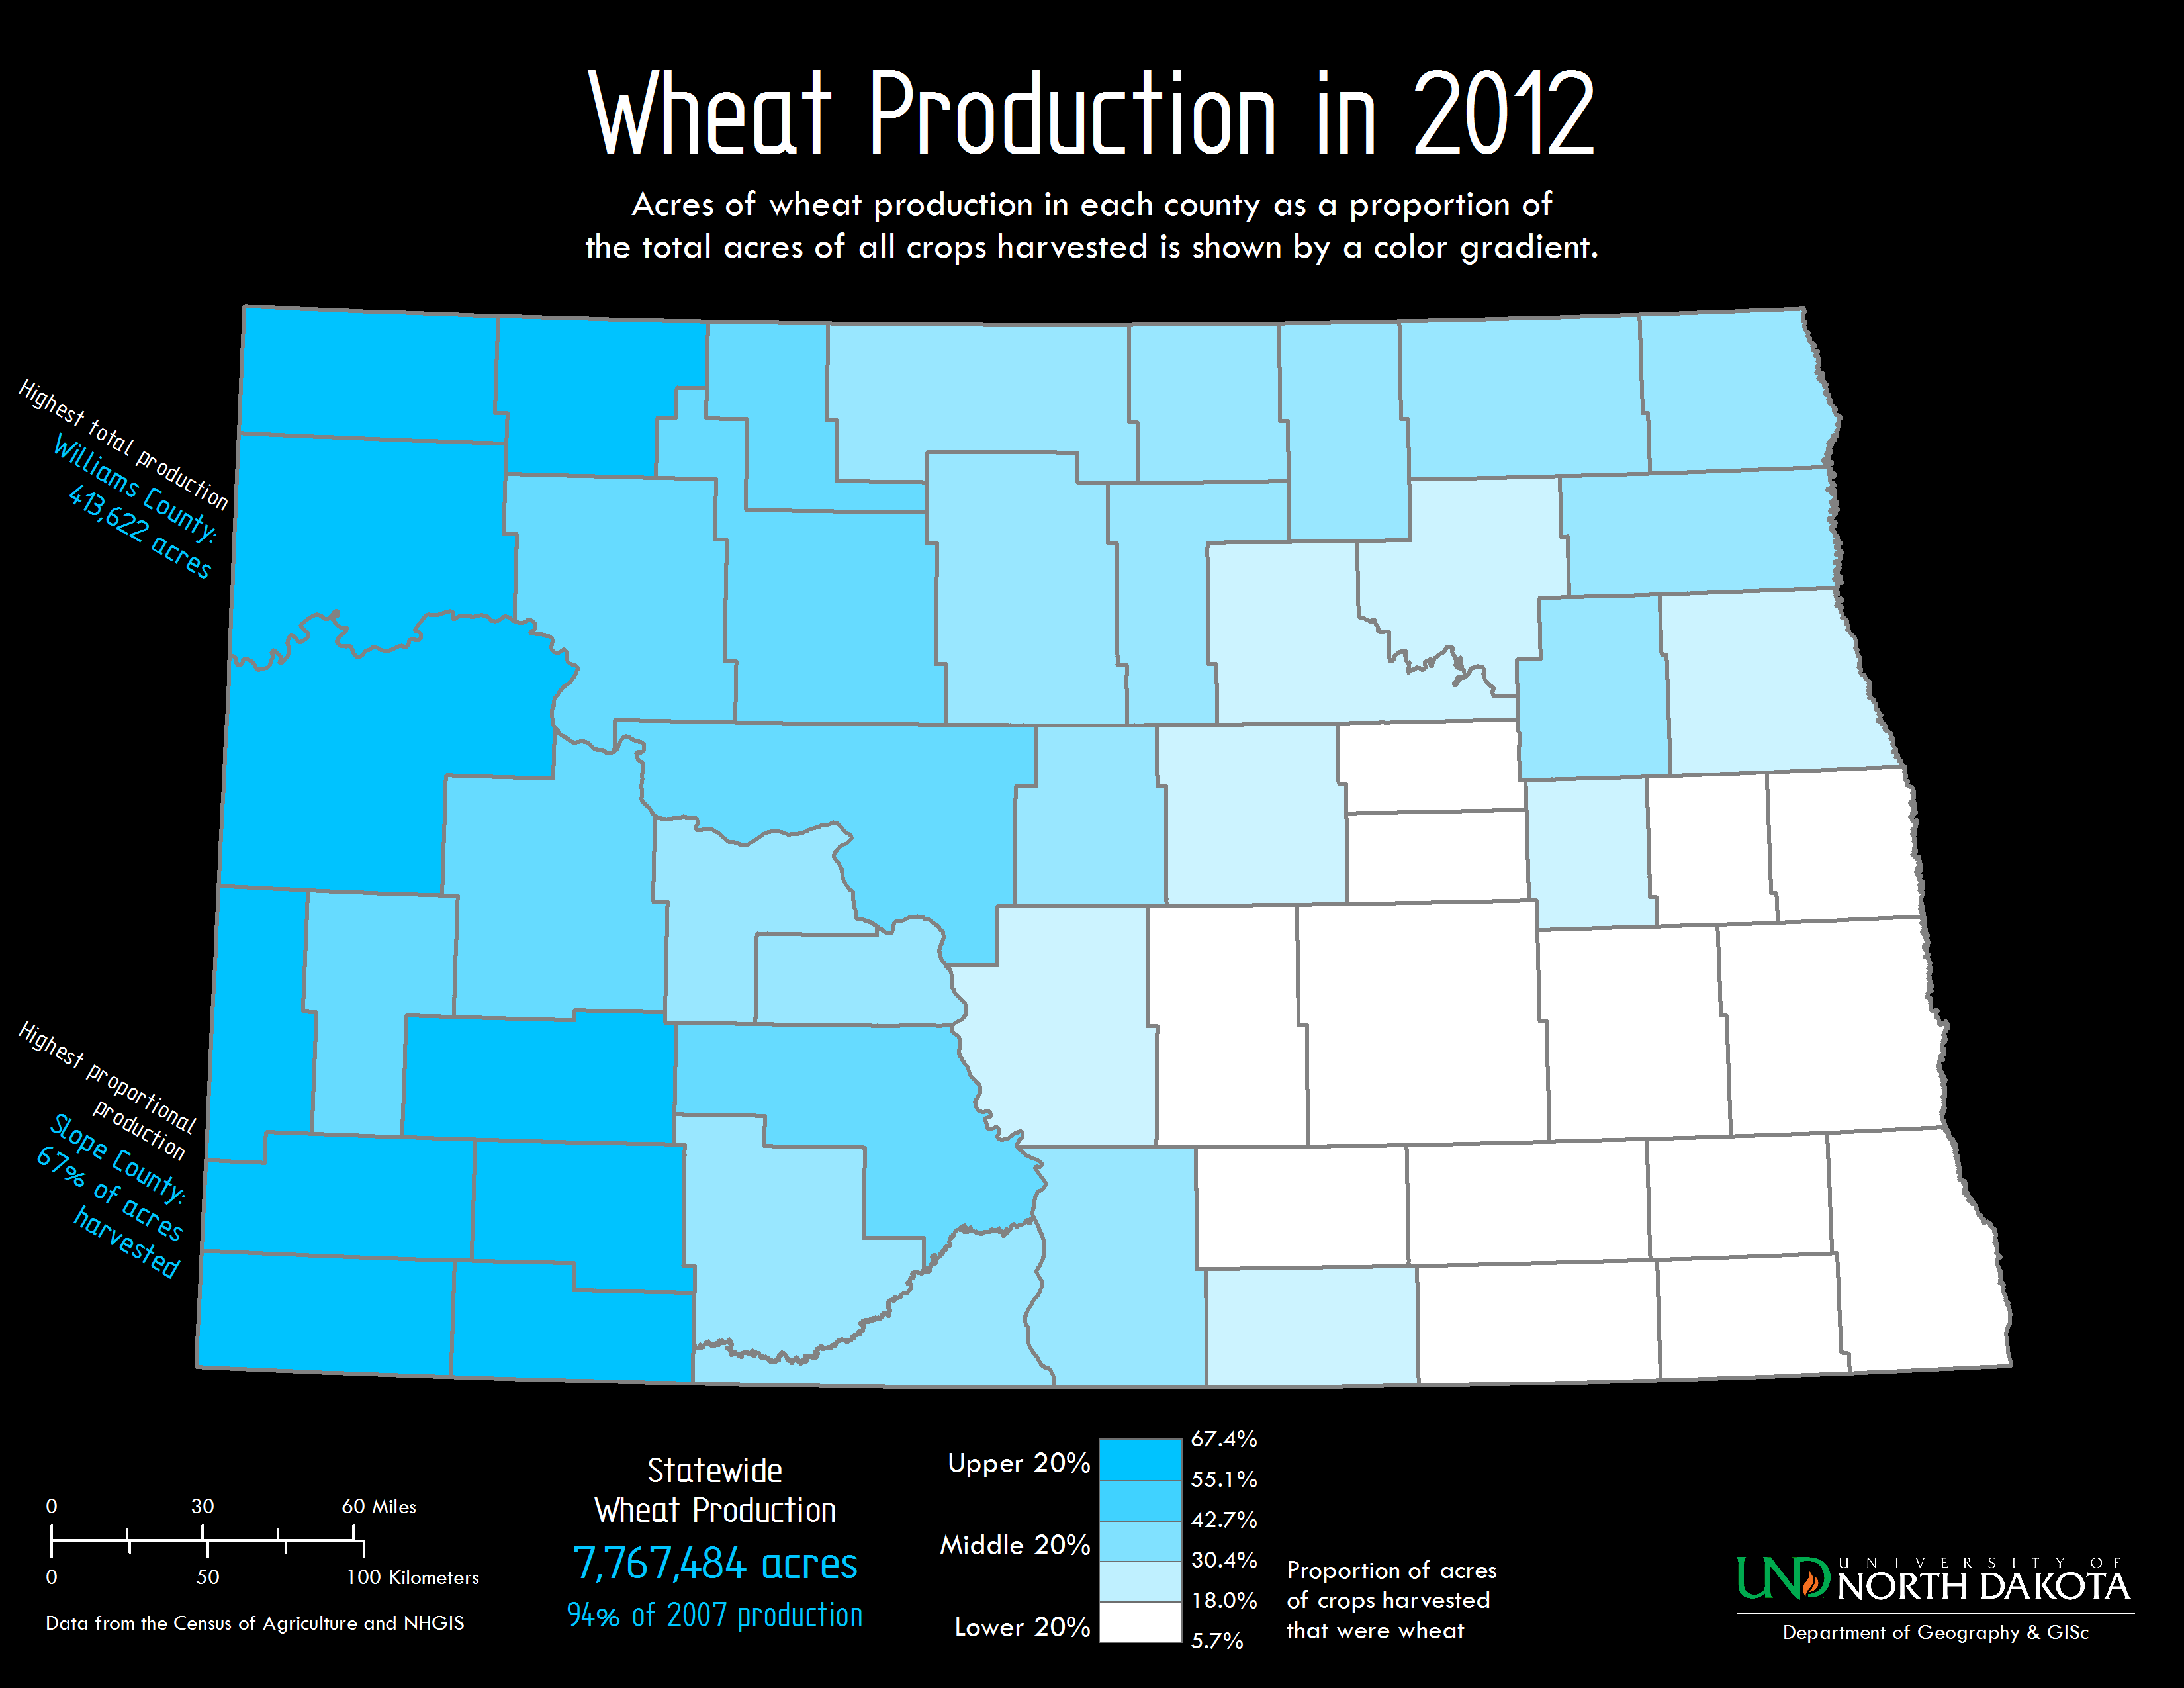 Wheat Production in 2012
Acres of wheat production in each county as a proportion of
the total acres of all crops harvested is shown by a color gradient.
Highest total production
Williams County:
413,622 acres
Highest proportional
production
Slope County:
67% of acres
harvested
0 30 60 Miles
0 50 100 Kilometers
Data from the Census of Agriculture and NHGIS
Statewide
Wheat Production
7,767,484 acres
94% of 2007 production
Upper 20%
Middle 20%
Lower 20%
67.4%
55.1%
42.7%
30.4%
18.0%
5.7%
Proportion of acres
of crops harvested
that were wheat
UND
UNIVERSITY OF
NORTH DAKOTA
Department of Geography & GISc